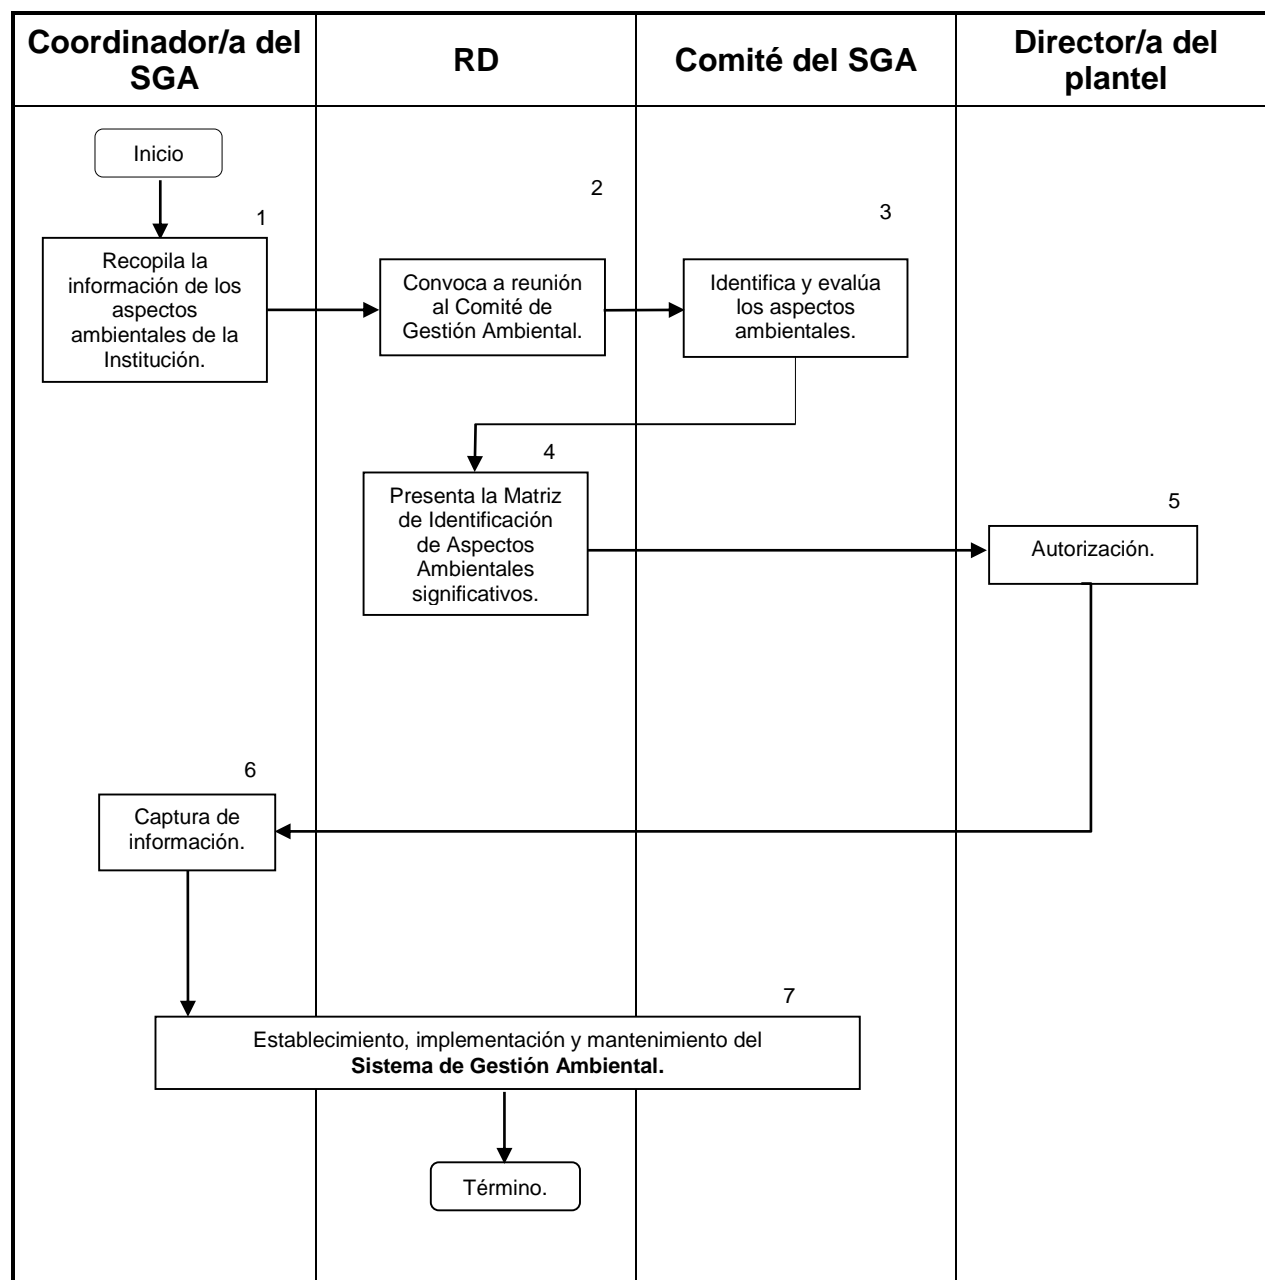 Coordinador/a del
SGA
RD
Comité del SGA
Director/a del
plantel
Inicio
1
Recopila la
información de los
aspectos
ambientales de la
Institución.
2
Convoca a reunión
al Comité de
Gestión Ambiental.
3
Identifica y evalúa
los aspectos
ambientales.
4
Presenta la Matriz
de Identificación
de Aspectos
Ambientales
significativos.
5
Autorización.
6
Captura de
información.
7
Establecimiento, implementación y mantenimiento del
Sistema de Gestión Ambiental.
Término.